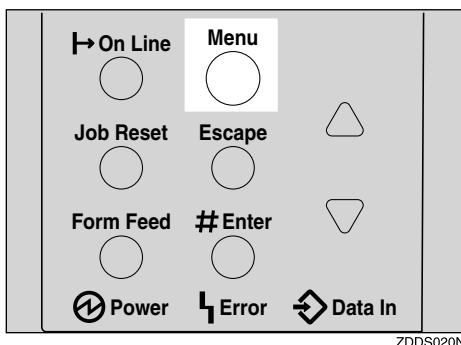 On Line Menu
Job Reset Escape
Form Feed # Enter
Power Error Data In
ZDDS020N